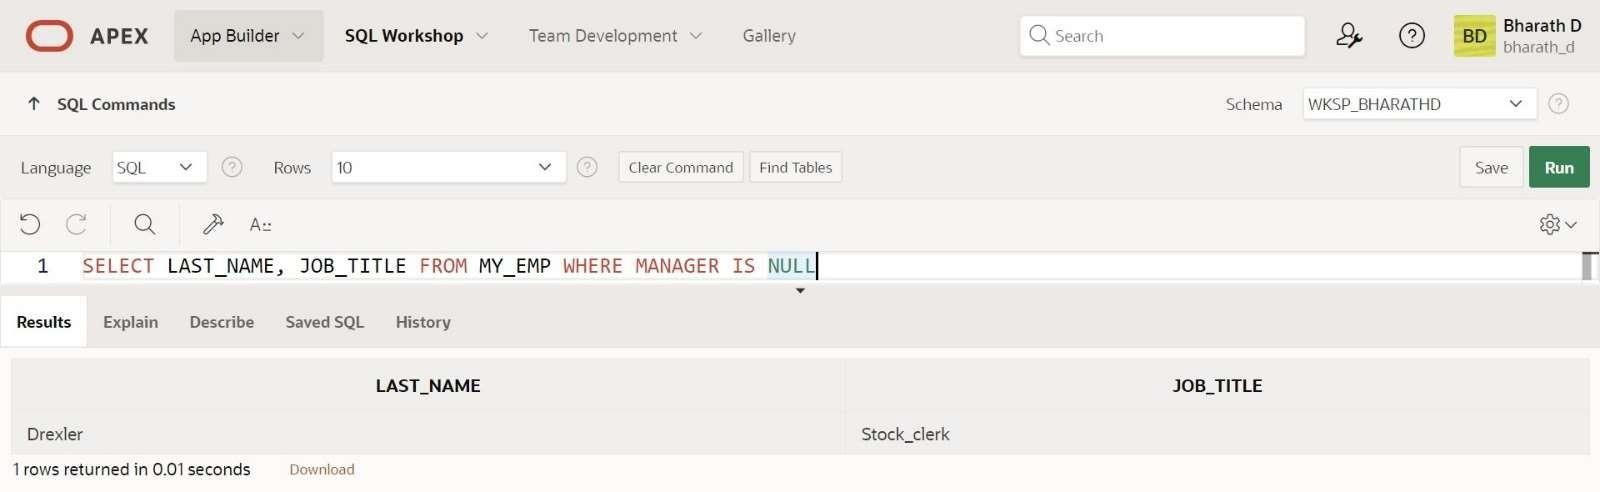 APEX App Builder SQL Workshop Team Development Gallery Search BD Bharath D
bharath_d
SQL Commands Schema WKSP_BHARATHD
Language SQL Rows 10 Clear Command Find Tables Save Run
A::
1 SELECT LAST_NAME, JOB_TITLE FROM MY_EMP WHERE MANAGER IS NULL
Results Explain Describe Saved SQL History
LAST_NAME JOB_TITLE
Drexler Stock_clerk
1 rows returned in 0.01 seconds Download